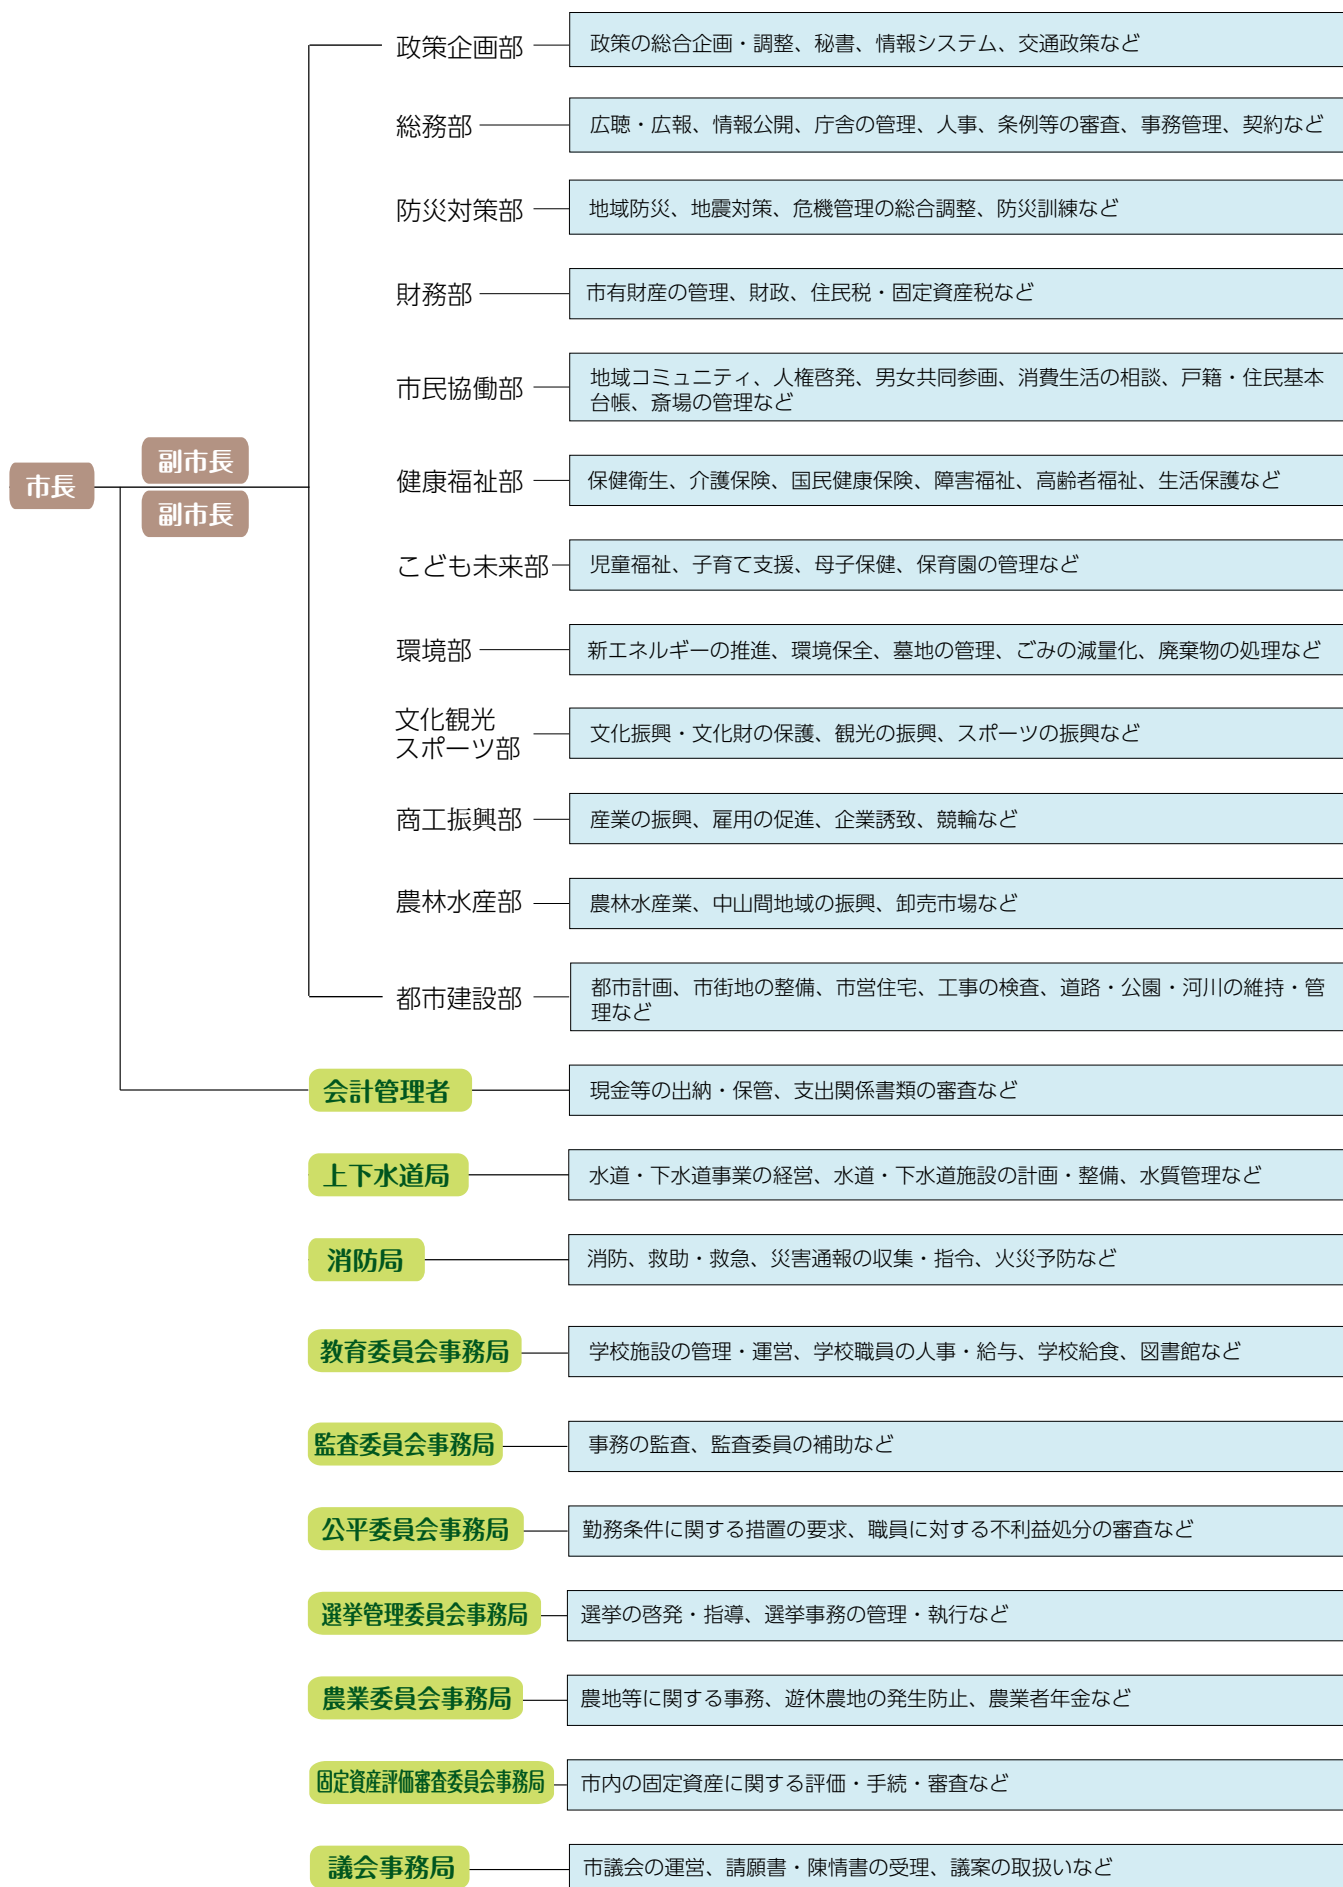 政策企画部
政策の総合企画・調整、秘書、情報システム、交通政策など
総務部
広聴・広報、情報公開、庁舎の管理、人事、条例等の審査、事務管理、契約など
防災対策部
地域防災、地震対策、危機管理の総合調整、防災訓練など
財務部
市有財産の管理、財政、住民税・固定資産税など
市民協働部
地域コミュニティ、人権啓発、男女共同参画、消費生活の相談、戸籍・住民基本
台帳、斎場の管理など
市長
副市長
副市長
健康福祉部
保健衛生、介護保険、国民健康保険、障害福祉、高齢者福祉、生活保護など
こども未来部
児童福祉、子育て支援、母子保健、保育園の管理など
環境部
新エネルギーの推進、環境保全、墓地の管理、ごみの減量化、廃棄物の処理など
文化観光
スポーツ部
文化振興・文化財の保護、観光の振興、スポーツの振興など
商工振興部
産業の振興、雇用の促進、企業誘致、競輪など
農林水産部
農林水産業、中山間地域の振興、卸売市場など
都市建設部
都市計画、市街地の整備、市営住宅、工事の検査、道路・公園・河川の維持・管
理など
会計管理者
現金等の出納・保管、支出関係書類の審査など
上下水道局
水道・下水道事業の経営、水道・下水道施設の計画・整備、水質管理など
消防局
消防、救助・救急、災害通報の収集・指令、火災予防など
教育委員会事務局
学校施設の管理・運営、学校職員の人事・給与、学校給食、図書館など
監査委員会事務局
事務の監査、監査委員の補助など
公平委員会事務局
勤務条件に関する措置の要求、職員に対する不利益処分の審査など
選挙管理委員会事務局
選挙の啓発・指導、選挙事務の管理・執行など
農業委員会事務局
農地等に関する事務、遊休農地の発生防止、農業者年金など
固定資産評価審査委員会事務局
市内の固定資産に関する評価・手続・審査など
議会事務局
市議会の運営、請願書・陳情書の受理、議案の取扱いなど